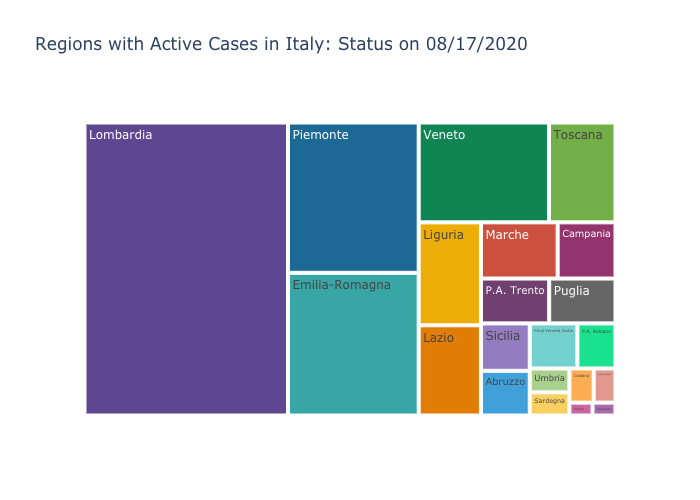 Regions with Active Cases in Italy: Status on 08/17/2020
Lombardia
Piemonte
Veneto
Toscana
Liguria
Marche
Campania
Emilia-Romagna
P.A. Trento
Puglia
Lazio
Sicilia
Friuli Venezia Giulia
P.A. Bolzano
Abruzzo
Umbria
Calabria
Sardegna